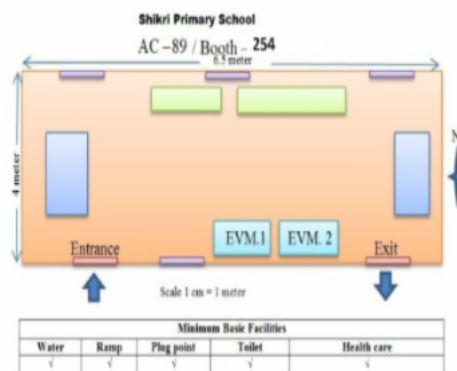 Shikri Primary School
AC –89 / Booth – 254
6.5 meter
4 meter
N
EVM.1 EVM. 2
Entrance Exit
Scale 1 cm = 1 meter
Minimum Basic Facilities
Water Ramp Plug point Toilet Health care
√ √ √ √ √